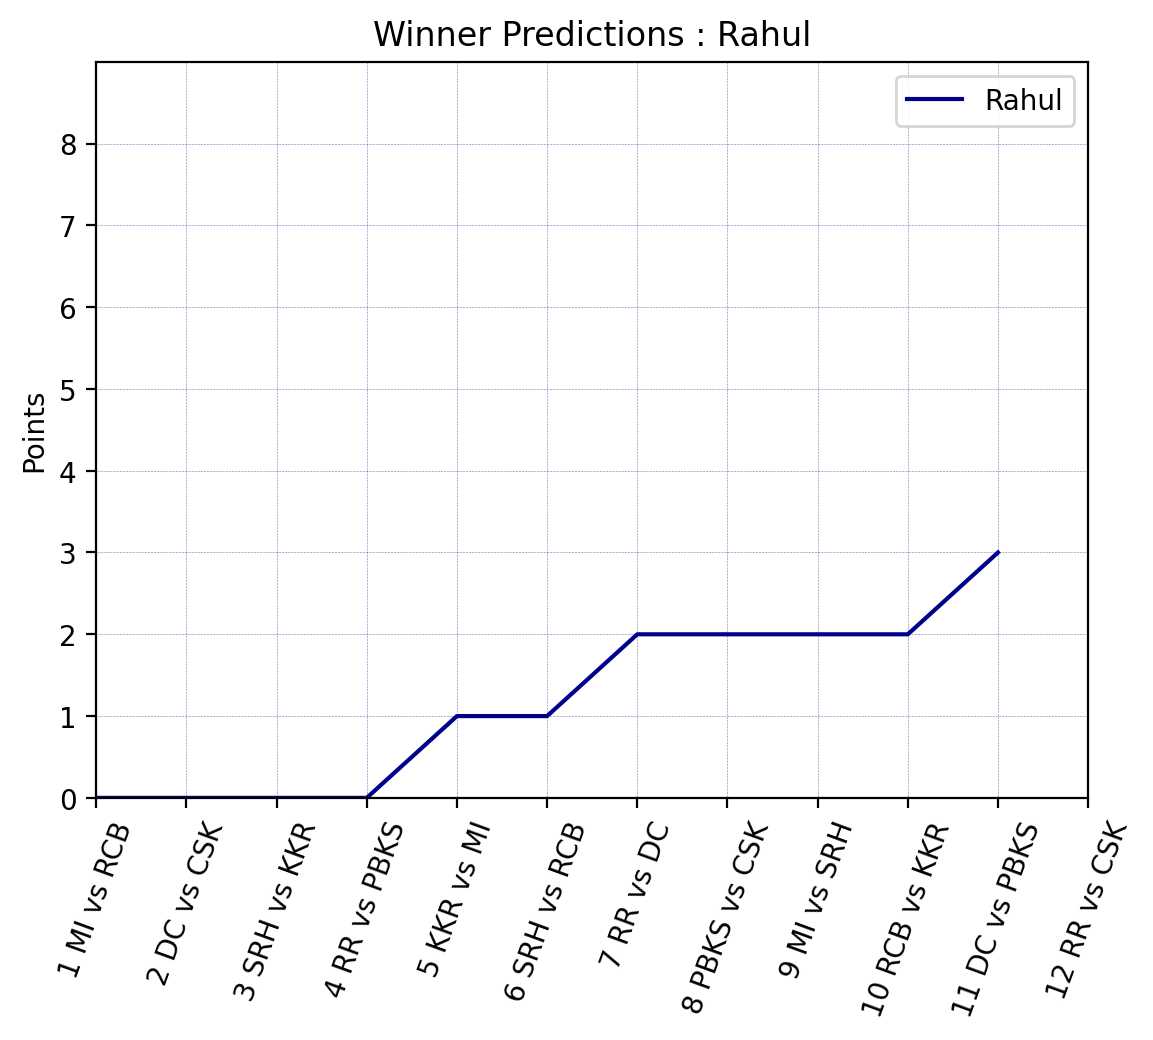 Winner Predictions : Rahul
Rahul
8
7
6
5
4
3
2
1
0
Points
1 MI vs RCB
2 DC vs CSK
3 SRH vs KKR
4 RR vs PBKS
5 KKR vs MI
6 SRH vs RCB
7 RR vs DC
8 PBKS vs CSK
9 MI vs SRH
10 RCB vs KKR
11 DC vs PBKS
12 RR vs CSK